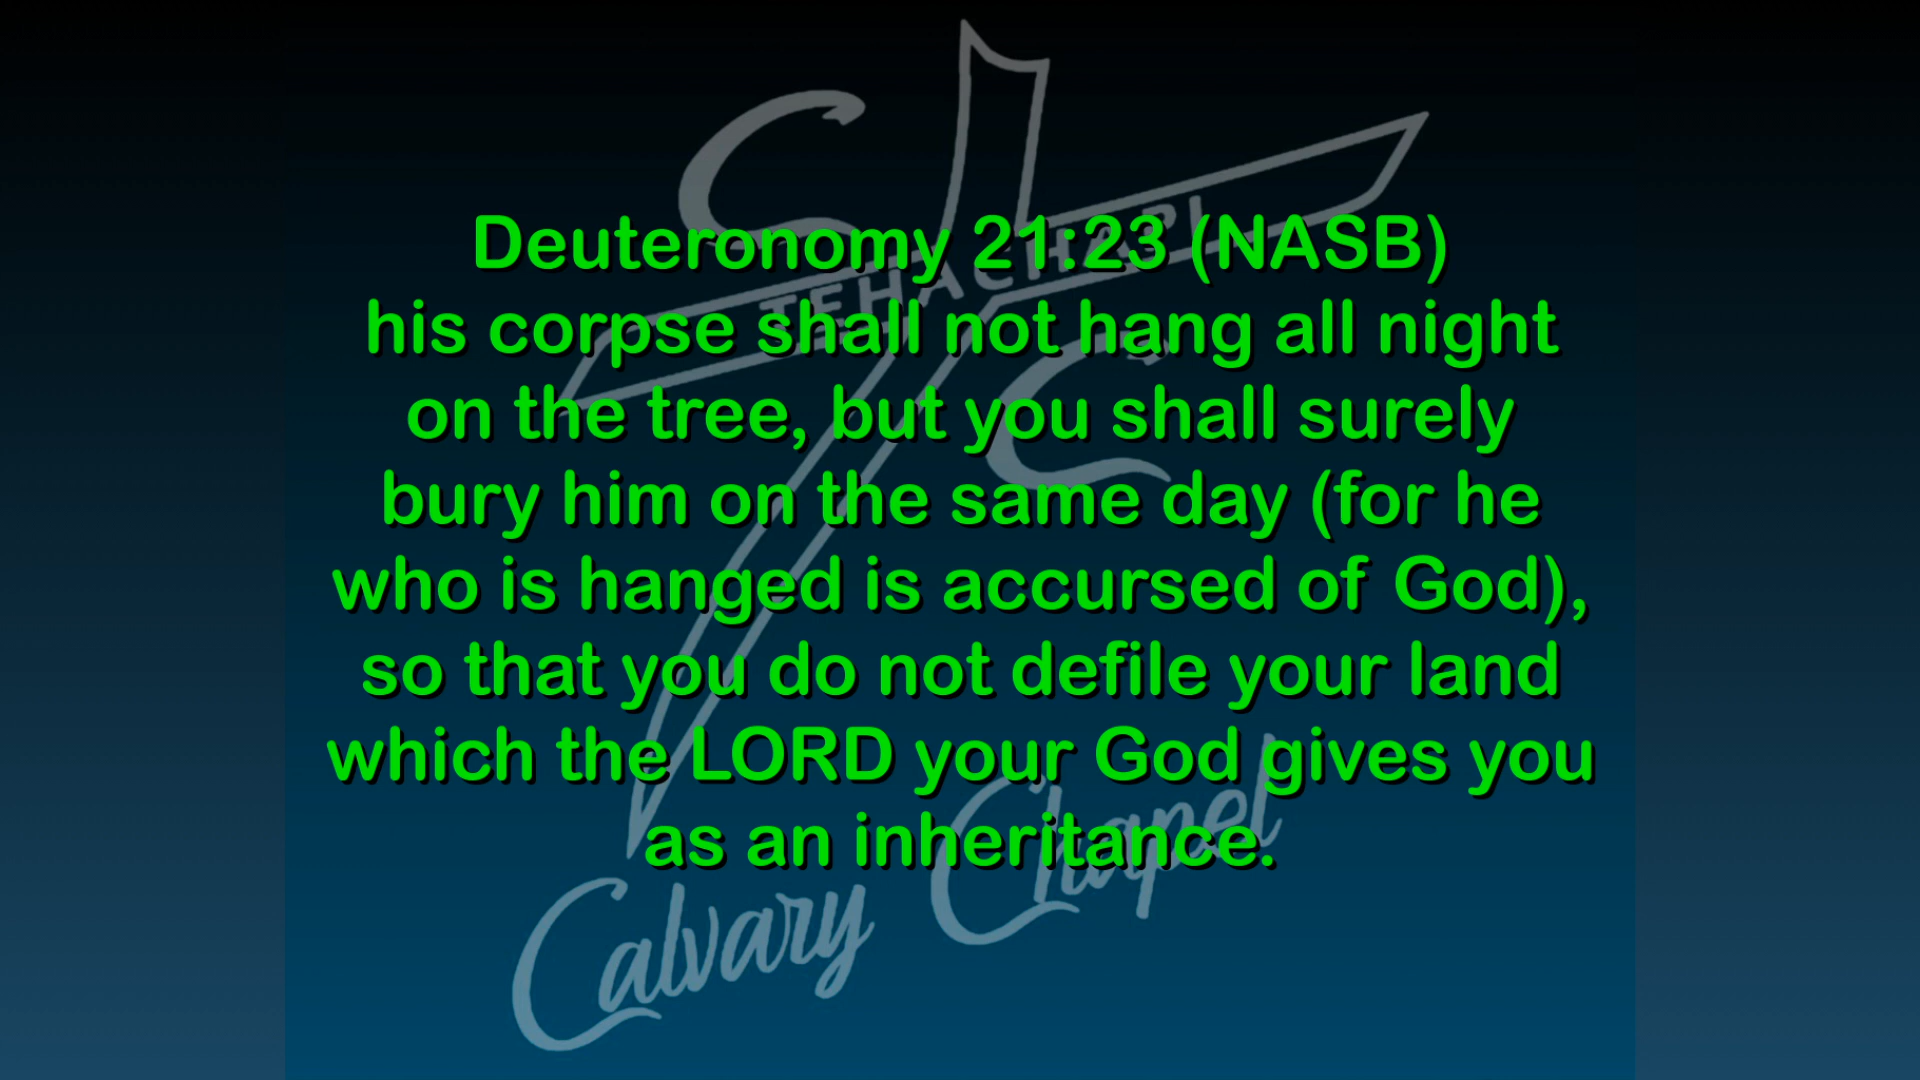 Deuteronomy 21:23 (NASB)
his corpse shall not hang all night
on the tree, but you shall surely
bury him on the same day (for he
who is hanged is accursed of God),
so that you do not defile your land
which the LORD your God gives you
as an inheritance.
TEHACHAPI
C
C
Calvary Chapel